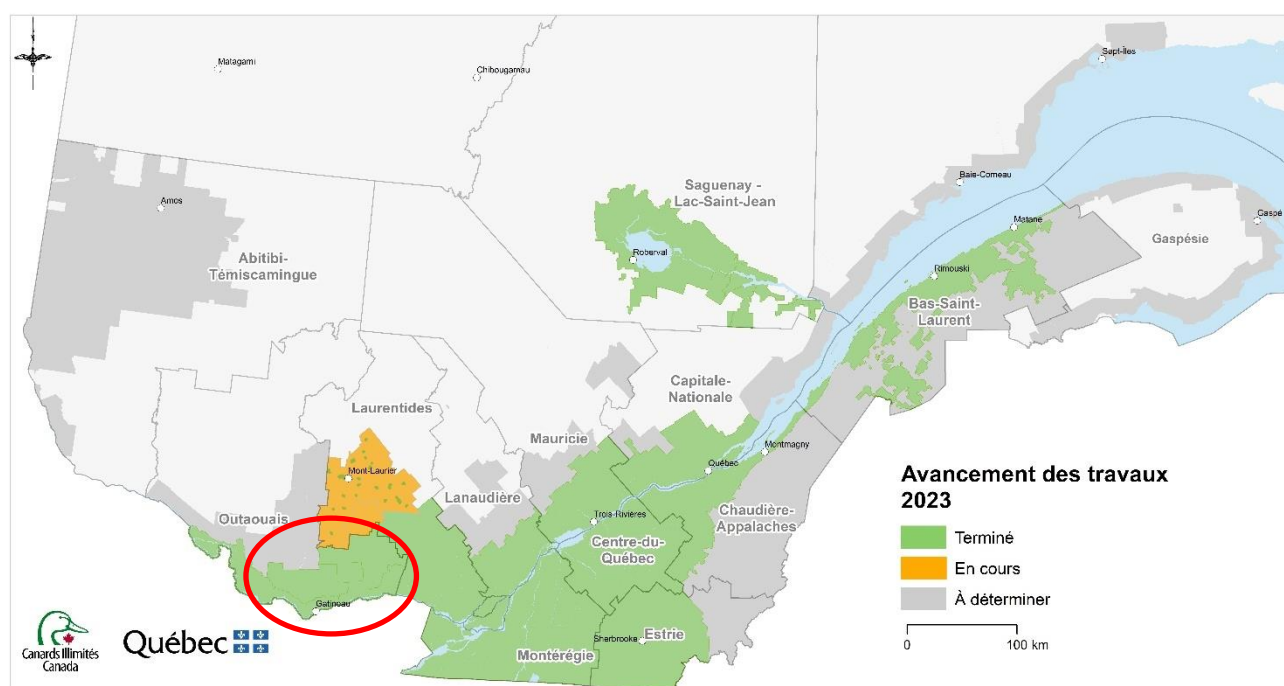 Matagami
Chibougamau
Sept-Îles
Amos
Saguenay -
Lac-Saint-Jean
Roberval
Baie-Comeau
Matane
Gaspé
Gaspésie
Abitibi-
Témiscamingue
Rimouski
Bas-Saint-
Laurent
Capitale-
Nationale
Laurentides
Mauricie
Mont-Laurier
Lanaudière
Outaouais
Québec
Montmagny
Trois-Rivières
Chaudière-
Appalaches
Centre-du-
Québec
Gatineau
Sherbrooke
Estrie
Montérégie
Avancement des travaux
2023
Terminé
En cours
À déterminer
0 100 km
Canards Illimités
Canada
Québec